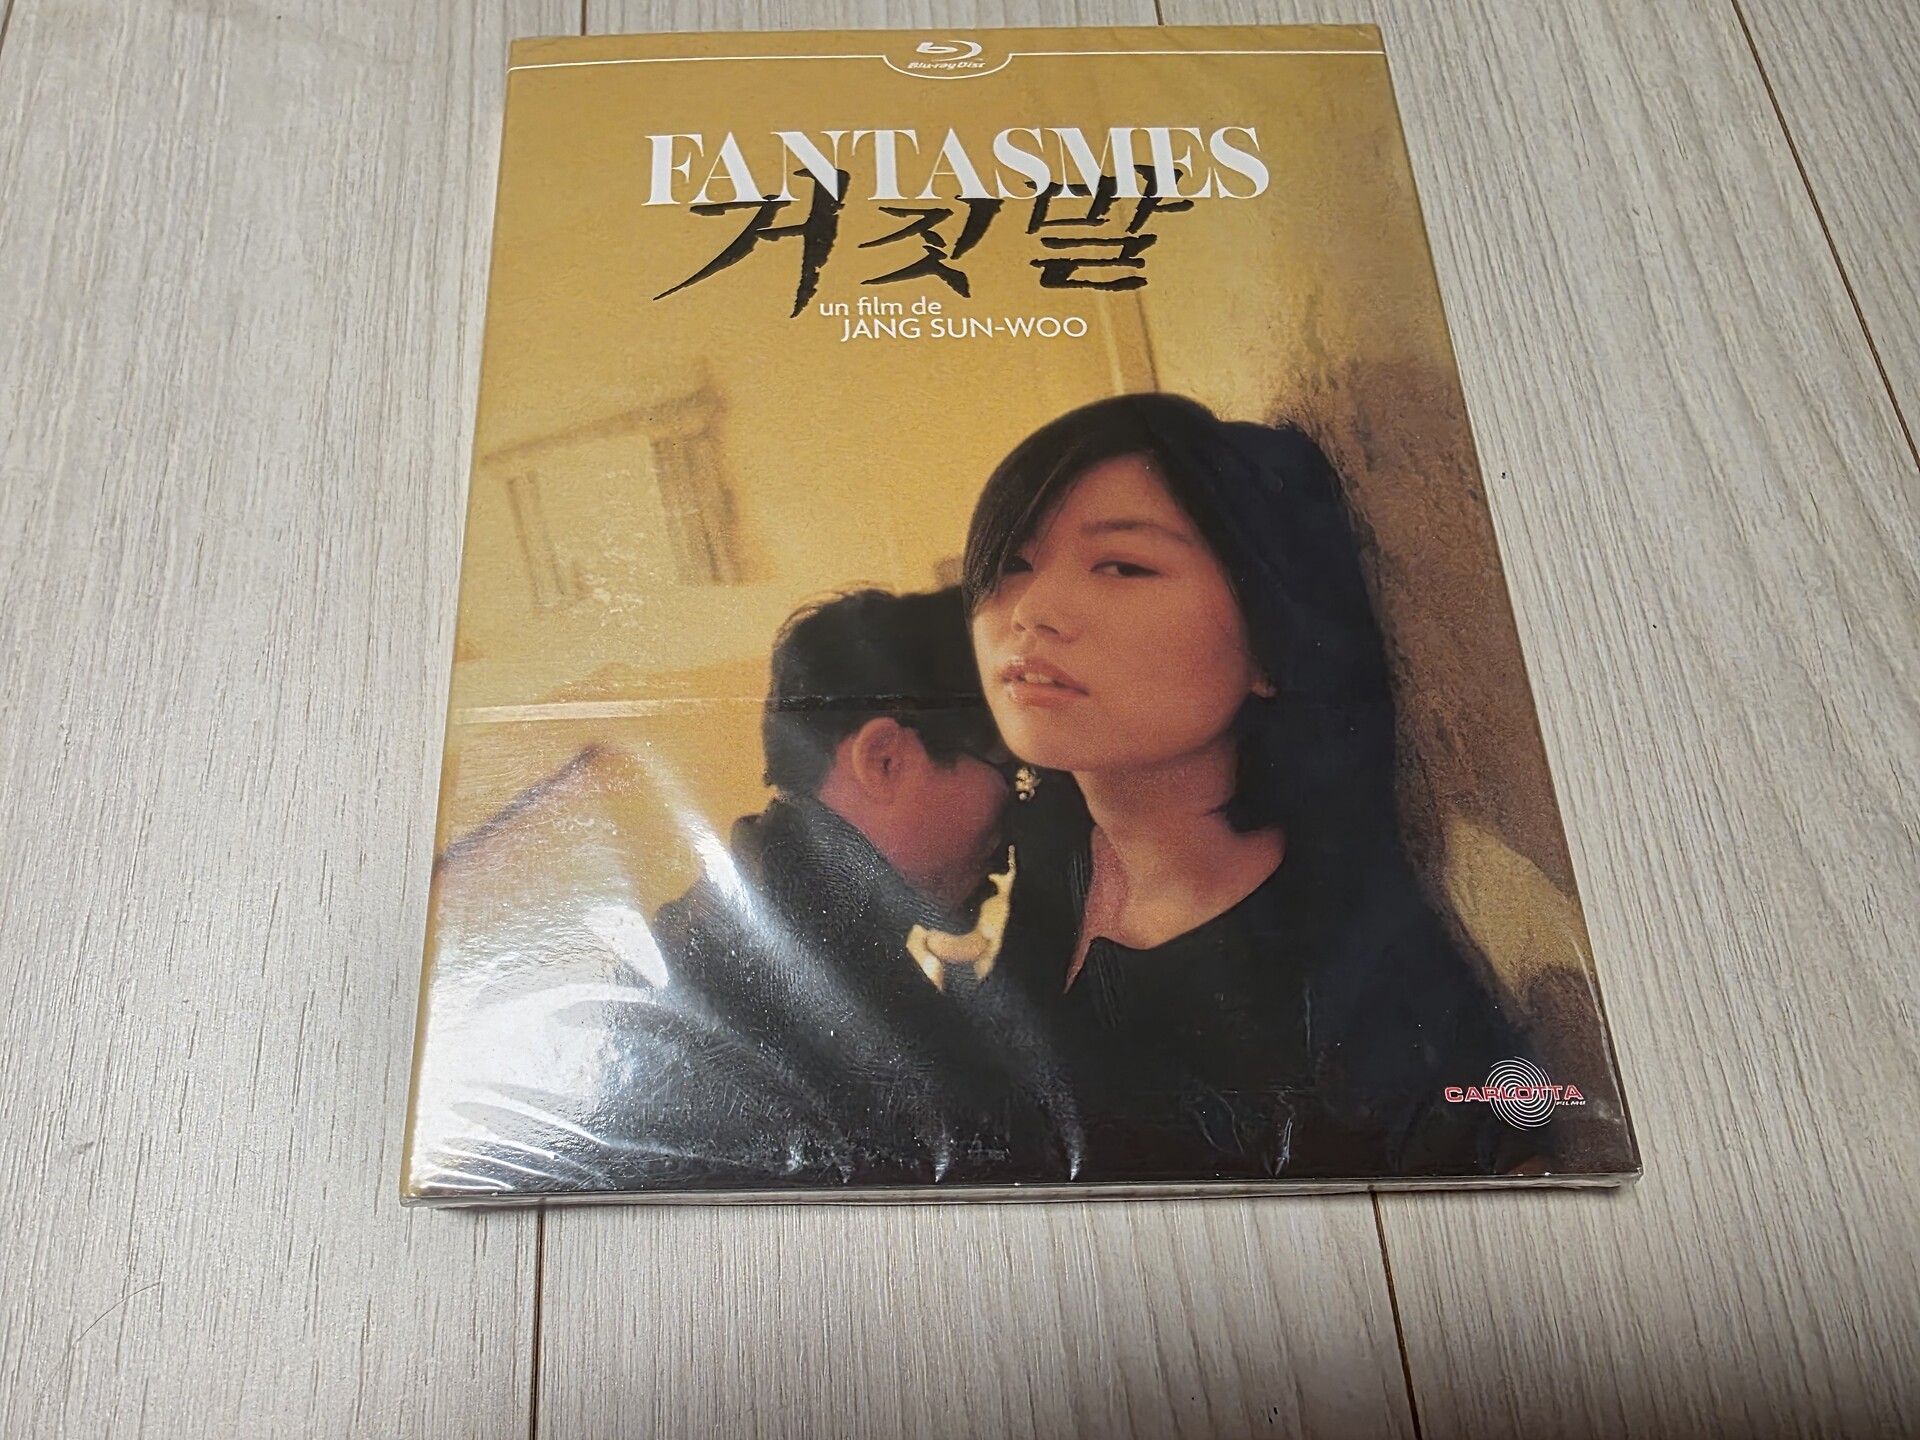 Blu-ray Disc
FANTASMES
거짓말
un film de
JANG SUN-WOO
CARLOTTA
FILMS